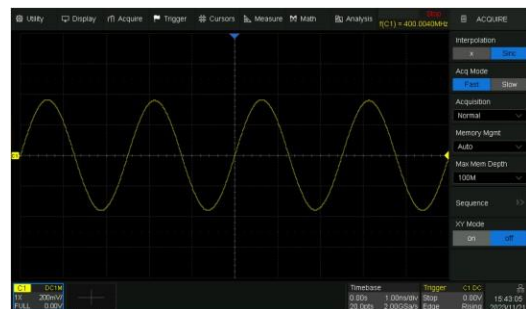 Utility Display Acquire Trigger Cursors Measure Math Analysis
Stop
f(C1) = 400.0040MHz
ACQUIRE
Interpolation
x Sinc
Acq Mode
Fast Slow
Acquisition
Normal
Memory Mgmt
Auto
Max Mem Depth
100M
Sequence
XY Mode
on off
C1 DC1M
1X 200mV/
FULL 0.00V
Timebase
0.00s 1.00ns/div
20.0pts 2.00GSa/s
Trigger C1 DC
Stop 0.00V
Edge Rising
15:43:05
2020/11/21